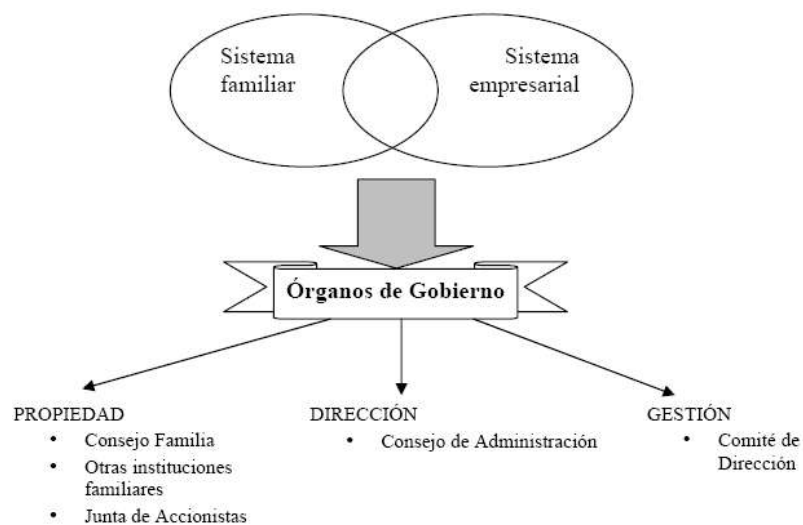 Sistema
familiar
Sistema
empresarial
Órganos de Gobierno
PROPIEDAD
• Consejo Familia
• Otras instituciones
familiares
• Junta de Accionistas
DIRECCIÓN
• Consejo de Administración
GESTIÓN
• Comité de
Dirección